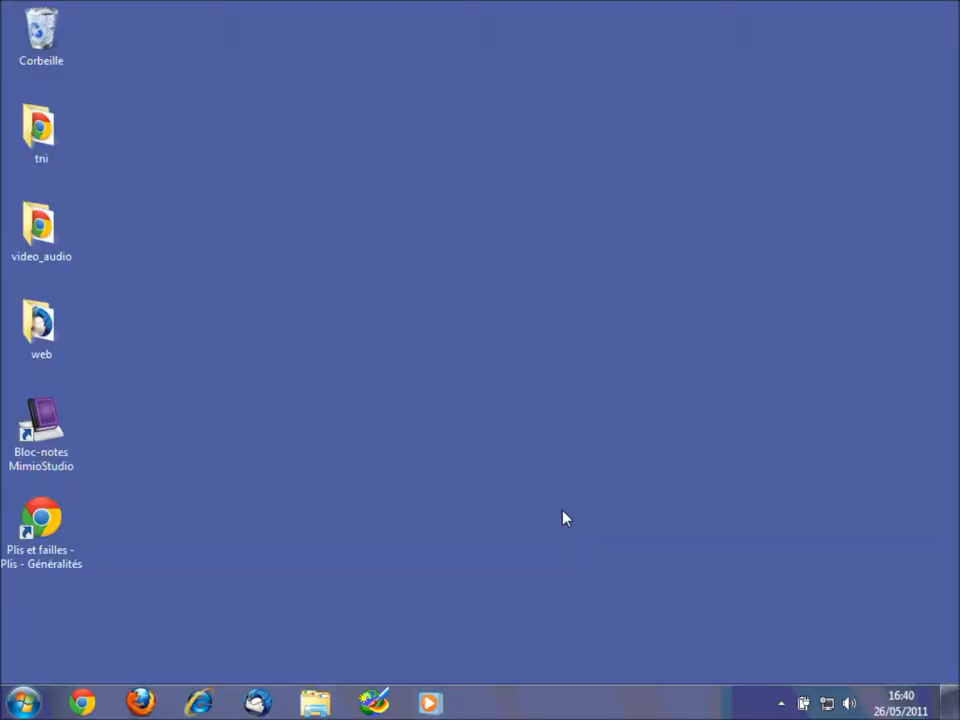 Corbeille
tni
video_audio
web
Bloc-notes
MimioStudio
Plis et failles -
Plis - Généralités
16:40
26/05/2011